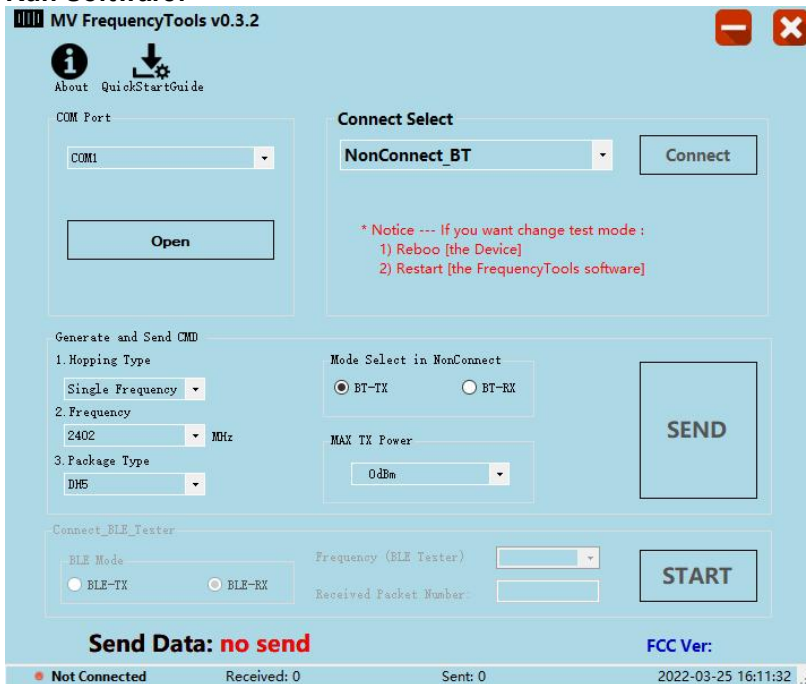 Run Software:
MV FrequencyTools v0.3.2
About QuickStartGuide
COM Port
COM1
Open
Connect Select
NonConnect_BT
Connect
* Notice --- If you want change test mode :
1) Reboo [the Device]
2) Restart [the FrequencyTools software]
Generate and Send CMD
1. Hopping Type
Single Frequency
2. Frequency
2402 MHz
3. Package Type
DH5
Mode Select in NonConnect
BT-TX BT-RX
MAX TX Power
0dBm
SEND
Connect_BLE_Texter
BLE Mode
BLE-TX BLE-RX
Frequency (BLE Texter)
Received Packet Number:
START
Send Data: no send
FCC Ver:
Not Connected Received: 0 Sent: 0 2022-03-25 16:11:32